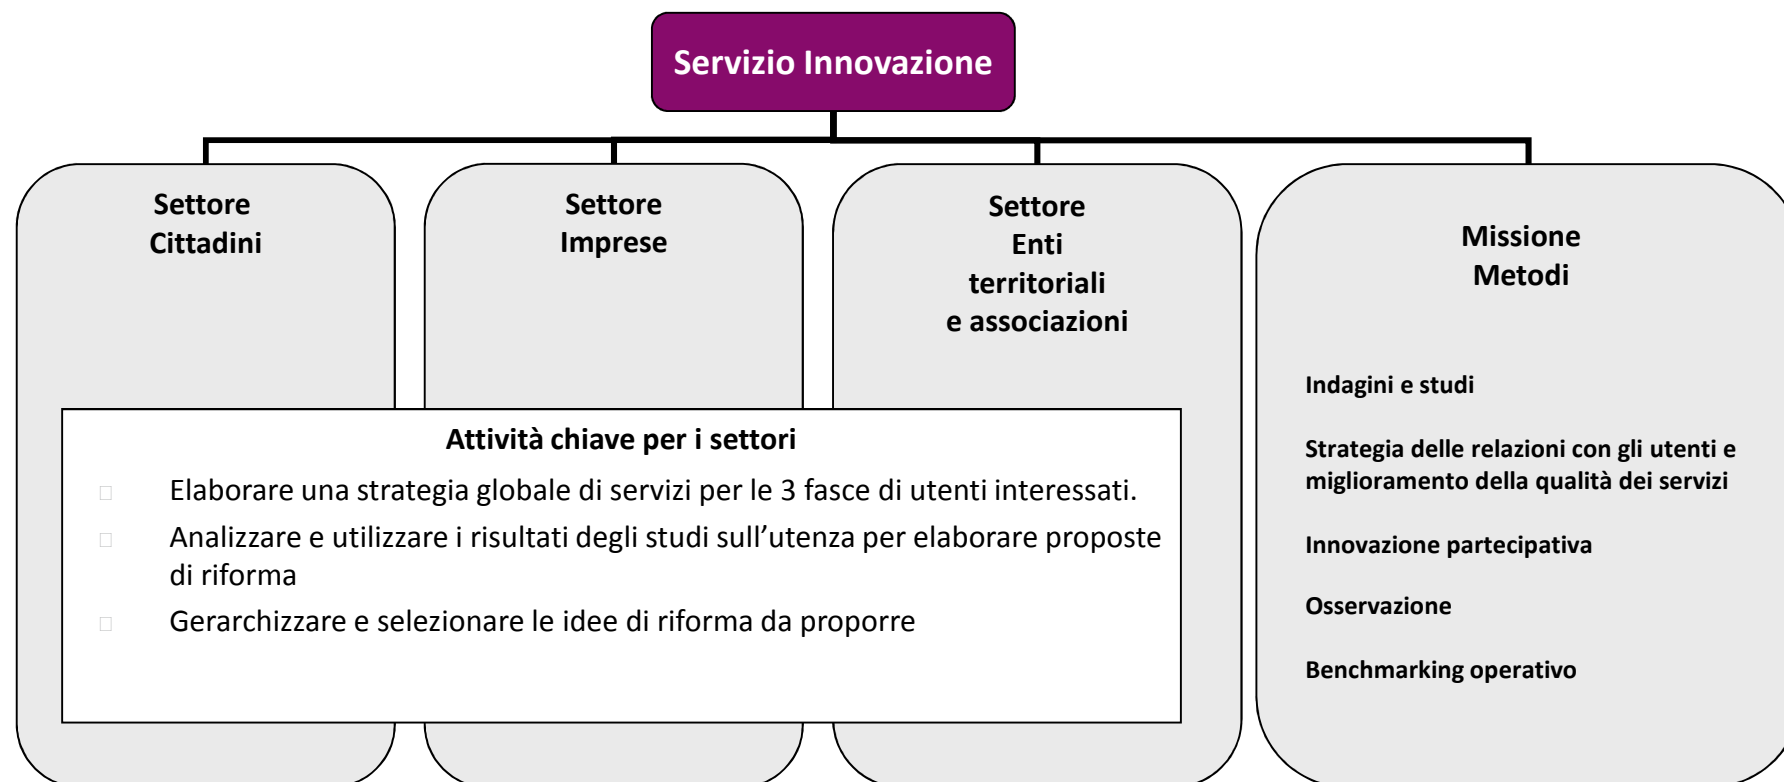 Servizio Innovazione
Settore
Cittadini
Settore
Imprese
Settore
Enti
territoriali
e associazioni
Missione
Metodi
Attività chiave per i settori
Elaborare una strategia globale di servizi per le 3 fasce di utenti interessati.
Analizzare e utilizzare i risultati degli studi sull’utenza per elaborare proposte
di riforma
Gerarchizzare e selezionare le idee di riforma da proporre
Indagini e studi
Strategia delle relazioni con gli utenti e
miglioramento della qualità dei servizi
Innovazione partecipativa
Osservazione
Benchmarking operativo